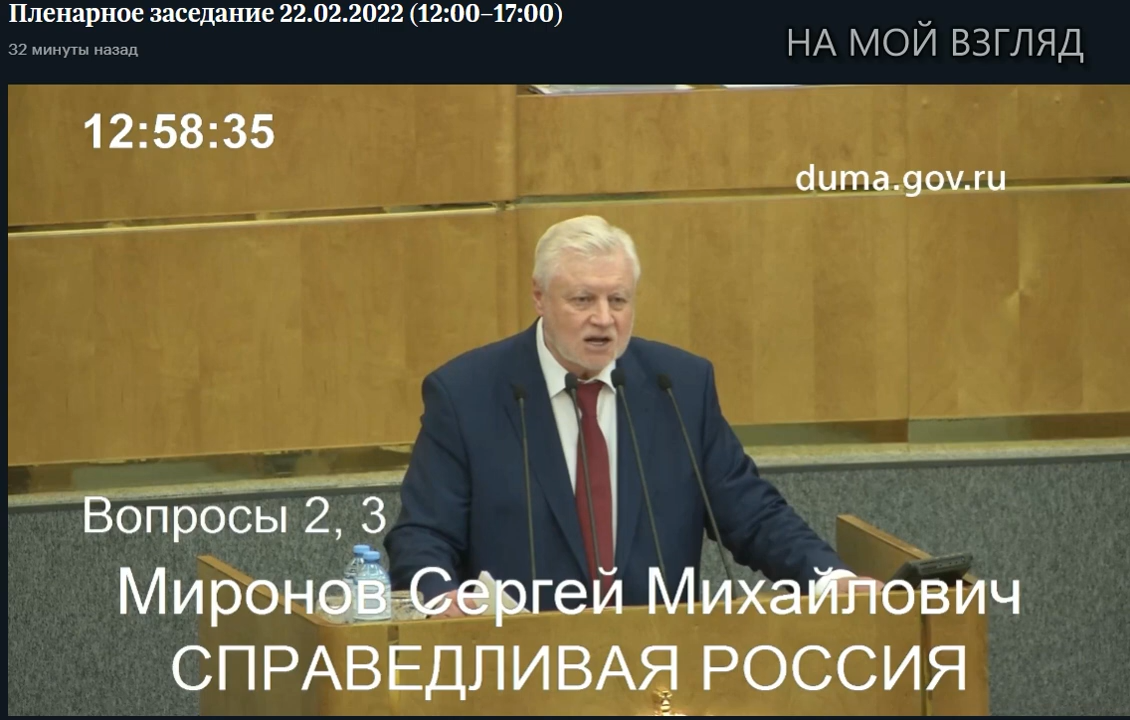 Пленарное заседание 22.02.2022 (12:00–17:00)
32 минуты назад
НА МОЙ ВЗГЛЯД
12:58:35
duma.gov.ru
Вопросы 2, 3
Миронов Сергей Михайлович
СПРАВЕДЛИВАЯ РОССИЯ